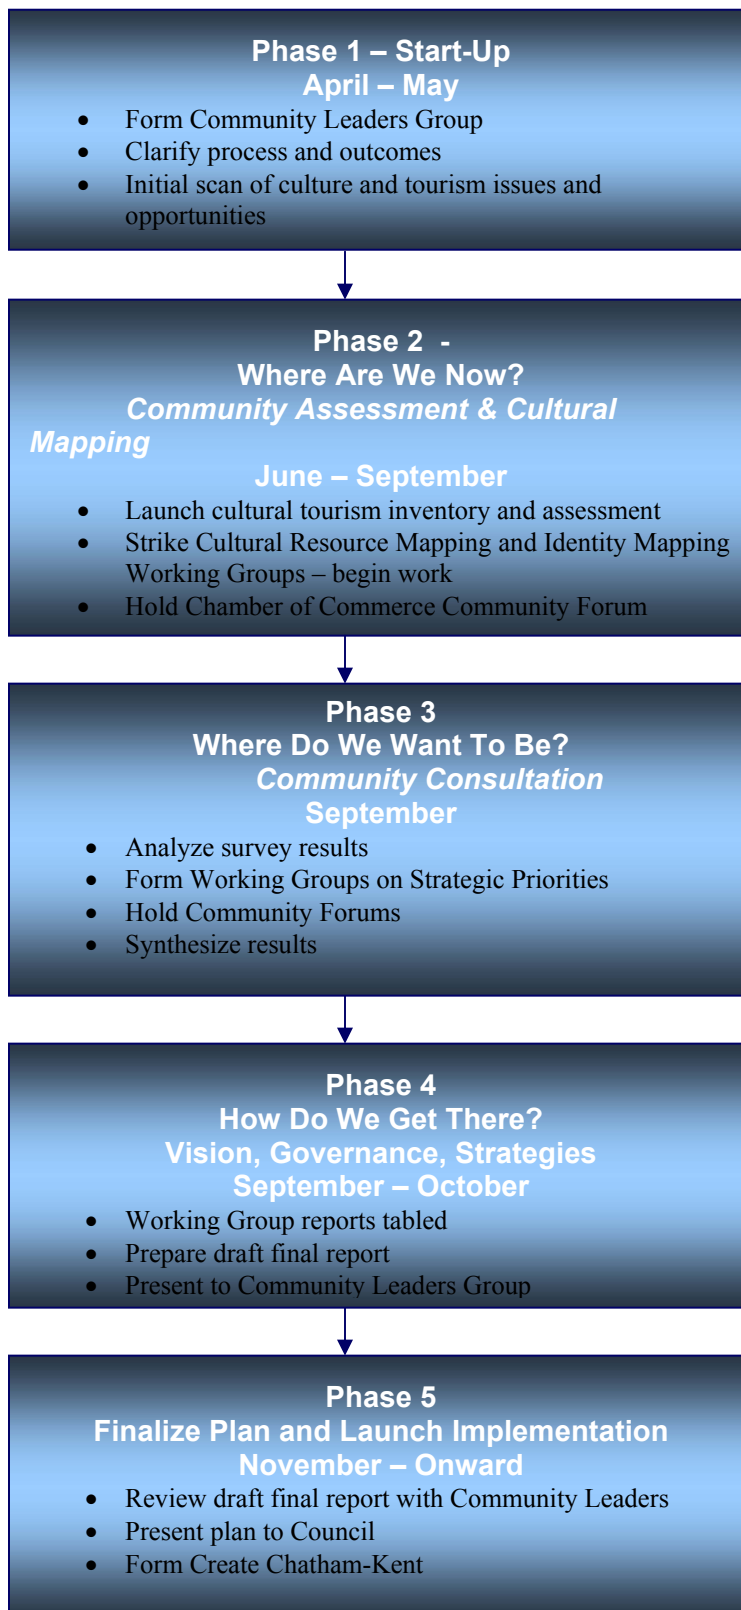 Phase 1 – Start-Up
April – May
• Form Community Leaders Group
• Clarify process and outcomes
• Initial scan of culture and tourism issues and
opportunities
Phase 2 -
Where Are We Now?
Community Assessment & Cultural
Mapping
June – September
• Launch cultural tourism inventory and assessment
• Strike Cultural Resource Mapping and Identity Mapping
Working Groups – begin work
• Hold Chamber of Commerce Community Forum
Phase 3
Where Do We Want To Be?
Community Consultation
September
• Analyze survey results
• Form Working Groups on Strategic Priorities
• Hold Community Forums
• Synthesize results
Phase 4
How Do We Get There?
Vision, Governance, Strategies
September – October
• Working Group reports tabled
• Prepare draft final report
• Present to Community Leaders Group
Phase 5
Finalize Plan and Launch Implementation
November – Onward
• Review draft final report with Community Leaders
• Present plan to Council
• Form Create Chatham-Kent